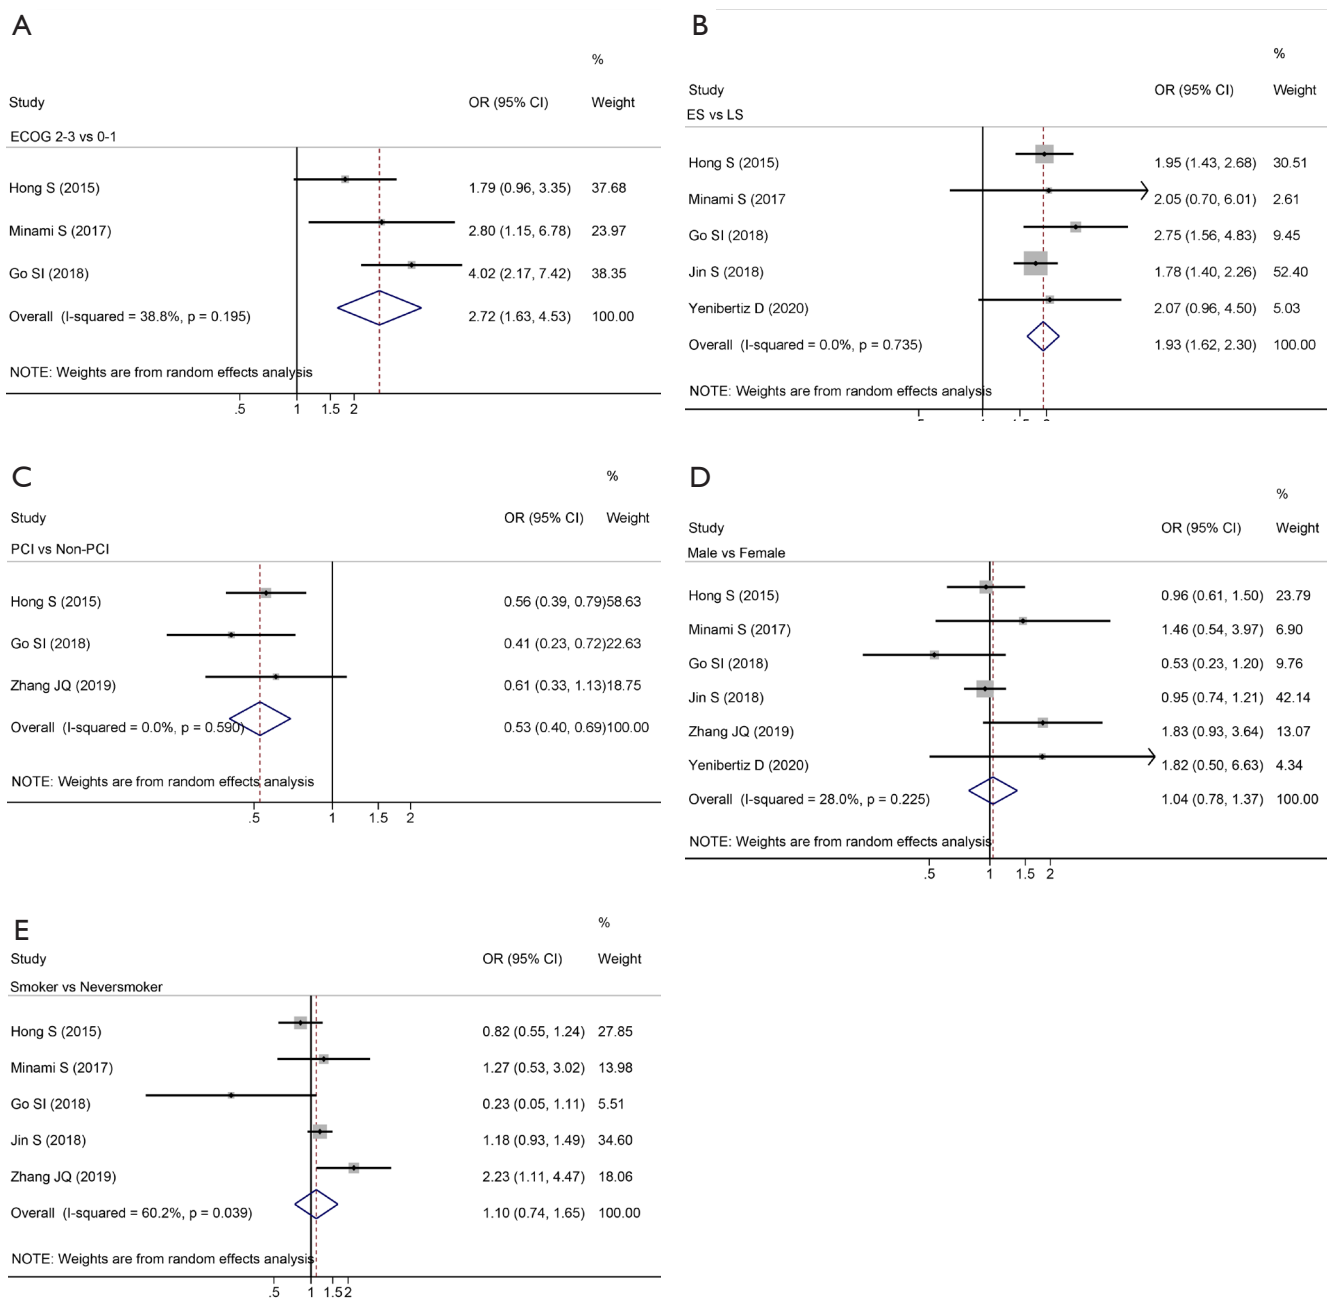 A
%
Study OR (95% CI) Weight
ECOG 2-3 vs 0-1
Hong S (2015) 1.79 (0.96, 3.35) 37.68
Minami S (2017) 2.80 (1.15, 6.78) 23.97
Go SI (2018) 4.02 (2.17, 7.42) 38.35
Overall (I-squared = 38.8%, p = 0.195) 2.72 (1.63, 4.53) 100.00
NOTE: Weights are from random effects analysis
.5 1 1.5 2
B
%
Study OR (95% CI) Weight
ES vs LS
Hong S (2015) 1.95 (1.43, 2.68) 30.51
Minami S (2017 2.05 (0.70, 6.01) 2.61
Go SI (2018) 2.75 (1.56, 4.83) 9.45
Jin S (2018) 1.78 (1.40, 2.26) 52.40
Yenibertiz D (2020) 2.07 (0.96, 4.50) 5.03
Overall (I-squared = 0.0%, p = 0.735) 1.93 (1.62, 2.30) 100.00
NOTE: Weights are from random effects analysis
C
%
Study OR (95% CI) Weight
PCI vs Non-PCI
Hong S (2015) 0.56 (0.39, 0.79)58.63
Go SI (2018) 0.41 (0.23, 0.72)22.63
Zhang JQ (2019) 0.61 (0.33, 1.13)18.75
Overall (I-squared = 0.0%, p = 0.590) 0.53 (0.40, 0.69)100.00
NOTE: Weights are from random effects analysis
.5 1 1.5 2
D
%
Study OR (95% CI) Weight
Male vs Female
Hong S (2015) 0.96 (0.61, 1.50) 23.79
Minami S (2017) 1.46 (0.54, 3.97) 6.90
Go SI (2018) 0.53 (0.23, 1.20) 9.76
Jin S (2018) 0.95 (0.74, 1.21) 42.14
Zhang JQ (2019) 1.83 (0.93, 3.64) 13.07
Yenibertiz D (2020) 1.82 (0.50, 6.63) 4.34
Overall (I-squared = 28.0%, p = 0.225) 1.04 (0.78, 1.37) 100.00
NOTE: Weights are from random effects analysis
.5 1 1.5 2
E
%
Study OR (95% CI) Weight
Smoker vs Neversmoker
Hong S (2015) 0.82 (0.55, 1.24) 27.85
Minami S (2017) 1.27 (0.53, 3.02) 13.98
Go SI (2018) 0.23 (0.05, 1.11) 5.51
Jin S (2018) 1.18 (0.93, 1.49) 34.60
Zhang JQ (2019) 2.23 (1.11, 4.47) 18.06
Overall (I-squared = 60.2%, p = 0.039) 1.10 (0.74, 1.65) 100.00
NOTE: Weights are from random effects analysis
.5 1 1.5 2